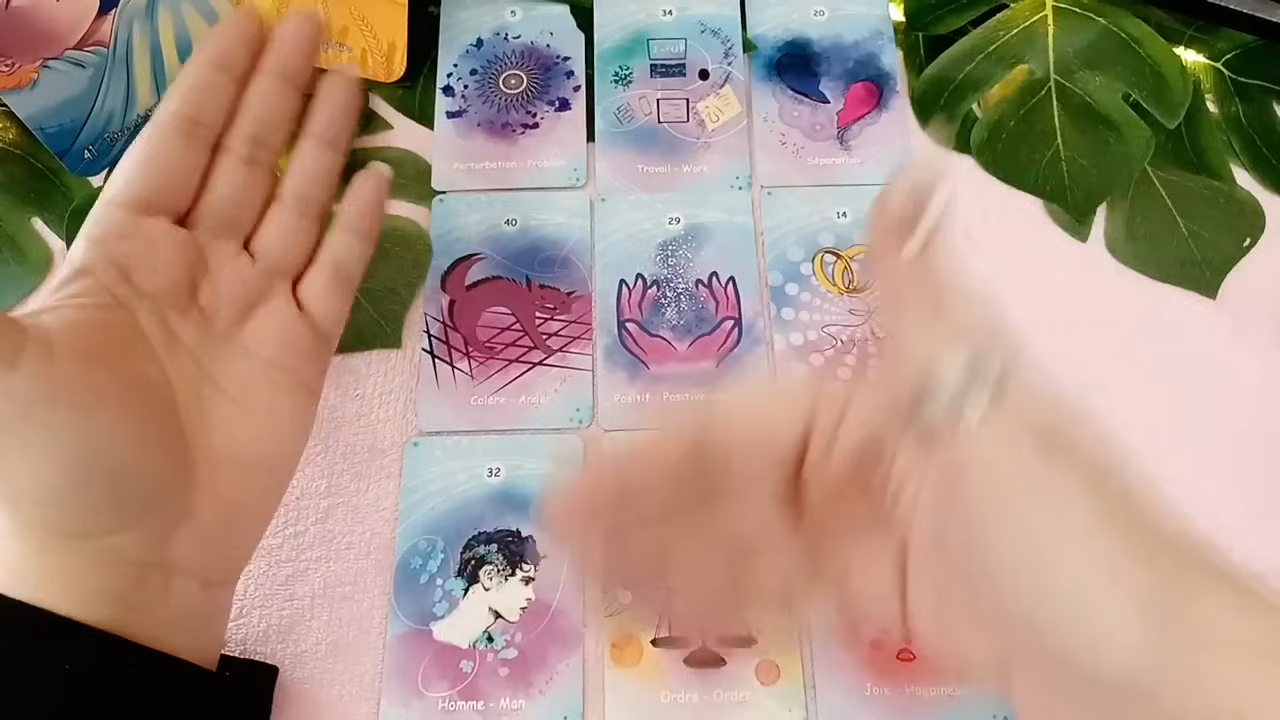 5
34
20
Perturbation - Problem
Travail - Work
Séparation
41
40
29
14
Colère - Anger
Positif - Positive
32
Homme - Man
Ordre - Order
Joie - Happiness